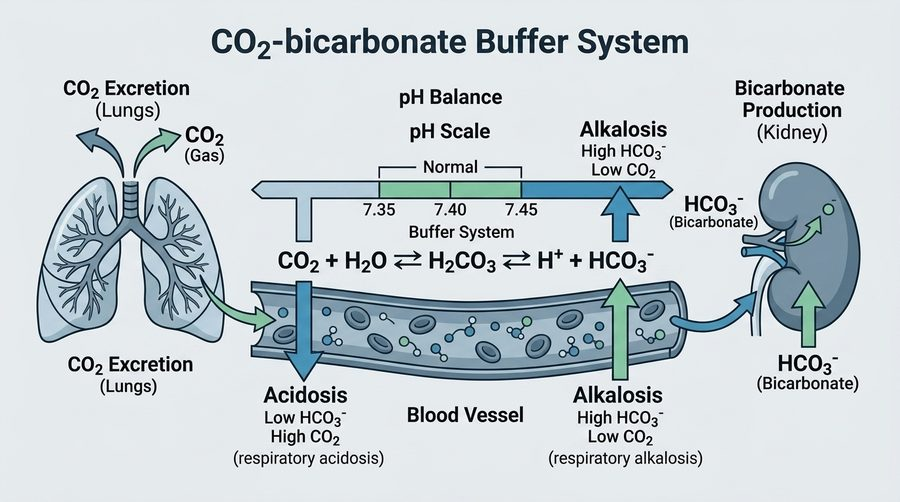 CO₂-bicarbonate Buffer System
CO₂ Excretion
(Lungs)
CO₂
(Gas)
pH Balance
pH Scale
Normal
7.35
7.40
7.45
Buffer System
Alkalosis
High HCO₃⁻
Low CO₂
Bicarbonate
Production
(Kidney)
HCO₃⁻
(Bicarbonate)
CO₂ + H₂O ⇌ H₂CO₃ ⇌ H⁺ + HCO₃⁻
CO₂ Excretion
(Lungs)
Acidosis
Low HCO₃⁻
High CO₂
(respiratory acidosis)
Blood Vessel
Alkalosis
High HCO₃⁻
Low CO₂
(respiratory alkalosis)
HCO₃⁻
(Bicarbonate)